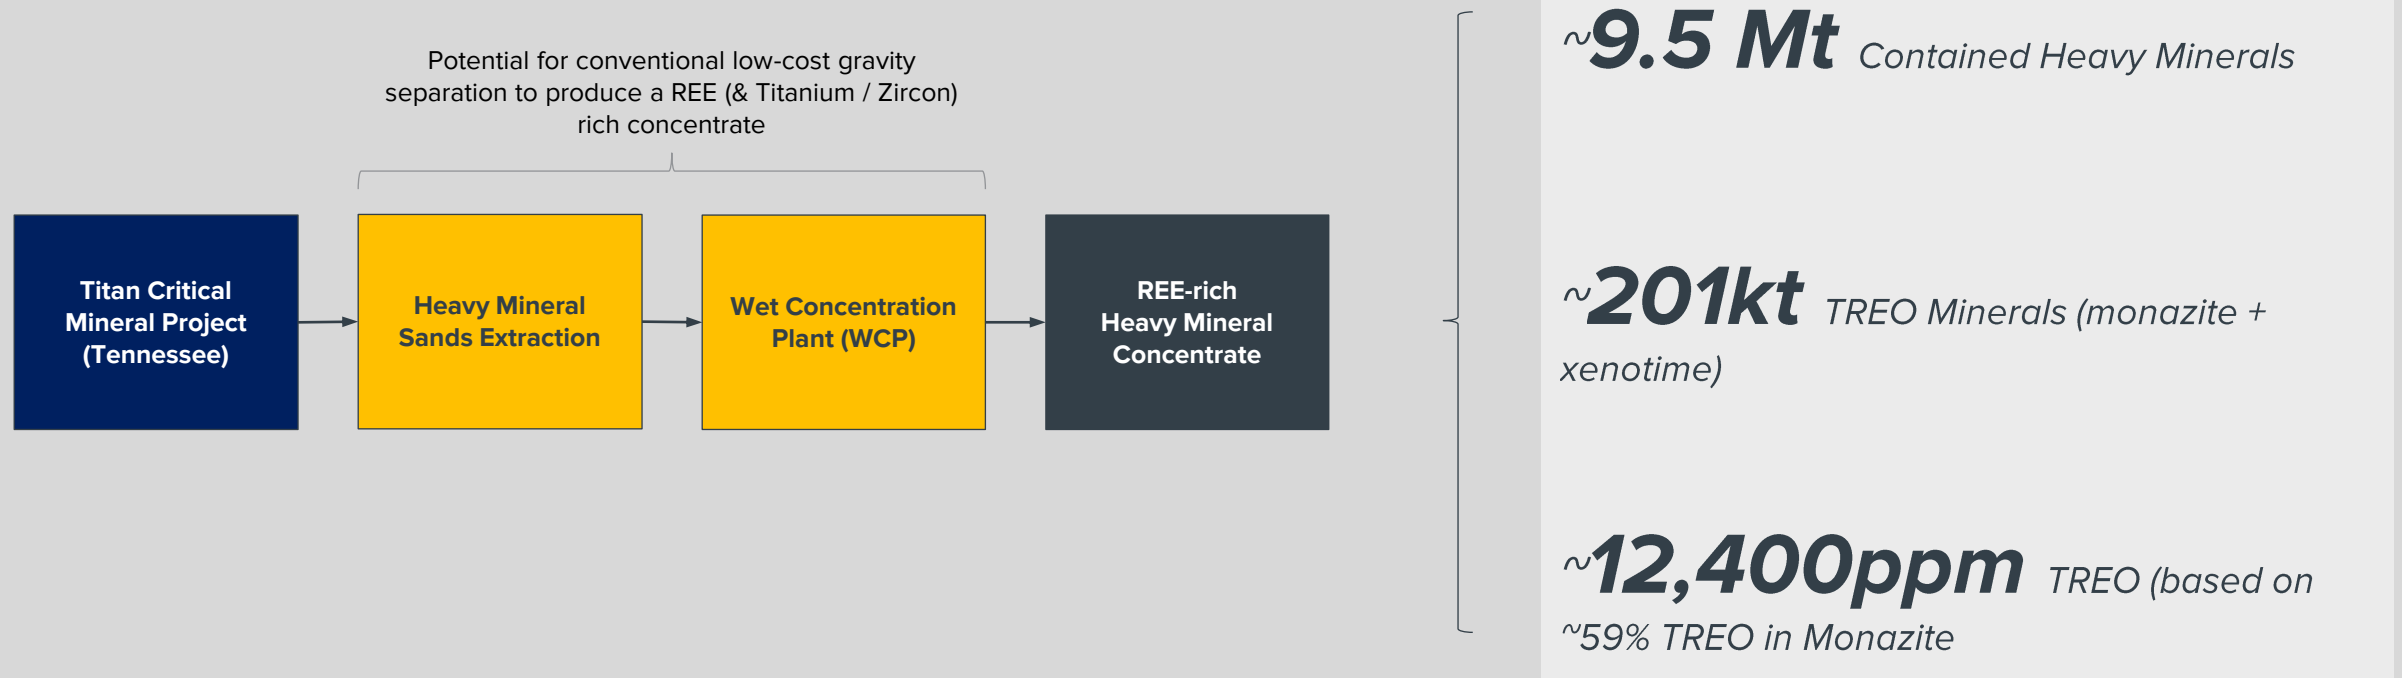 Potential for conventional low-cost gravity
separation to produce a REE (& Titanium / Zircon)
rich concentrate
Titan Critical
Mineral Project
(Tennessee)
Heavy Mineral
Sands Extraction
Wet Concentration
Plant (WCP)
REE-rich
Heavy Mineral
Concentrate
~9.5 Mt Contained Heavy Minerals
~201kt TREO Minerals (monazite +
xenotime)
~12,400ppm TREO (based on
~59% TREO in Monazite